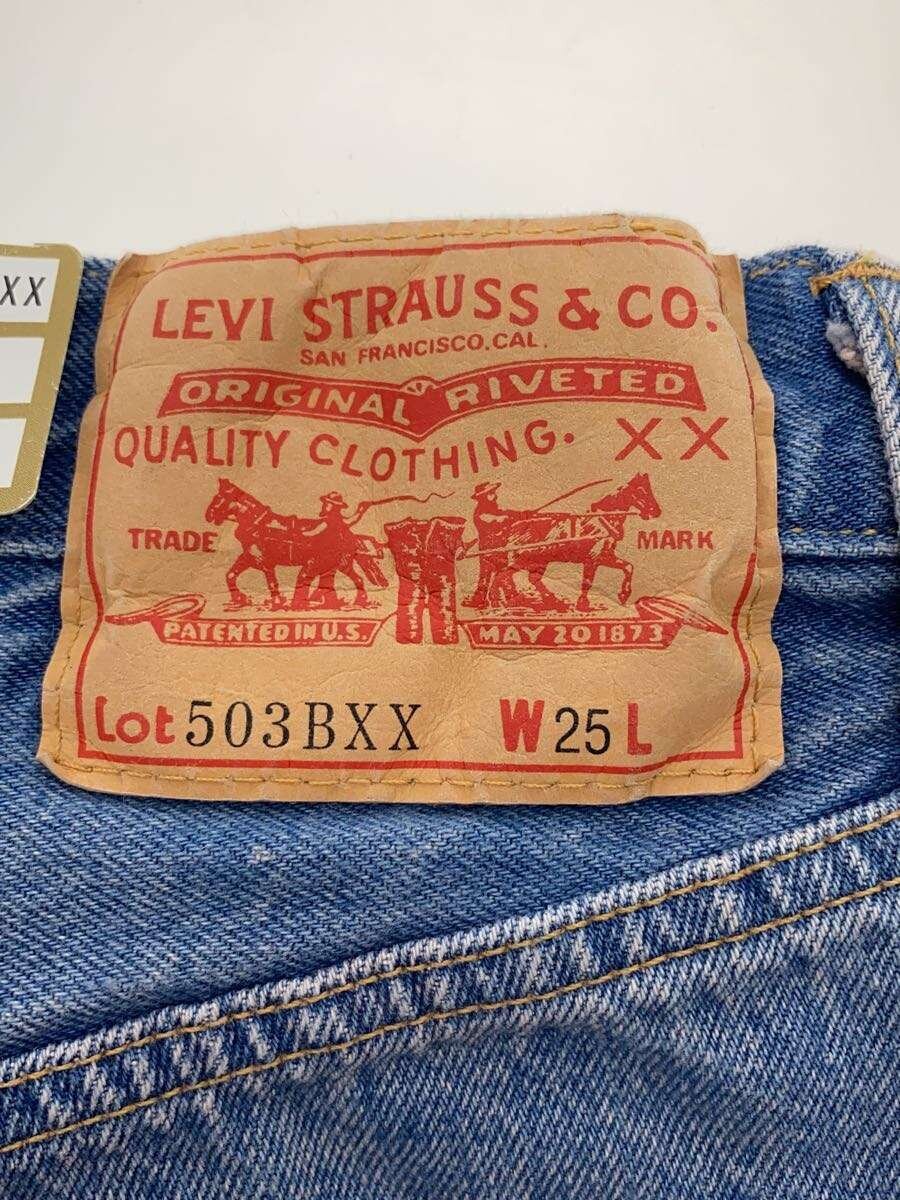 XX
LEVI STRAUSS & CO.
SAN FRANCISCO, CAL.
ORIGINAL RIVETED
QUALITY CLOTHING. XX
TRADE MARK
PATENTED IN U.S. MAY 20 1873
Lot 503BXX W 25 L